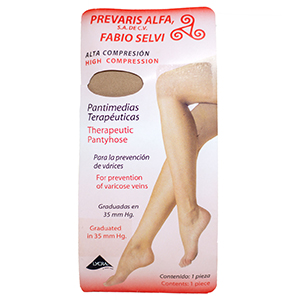 PREVARIS ALFA,
S.A. DE C.V.
FABIO SELVI
ALTA COMPRESIÓN
HIGH COMPRESSION
Pantimedias
Terapéuticas
Therapeutic
Pantyhose
Para la prevención
de várices
For prevention
of varicose veins
Graduadas en
35 mm Hg.
Graduated
in 35 mm Hg.
LYCRA
Contenido: 1 pieza
Content: 1 piece